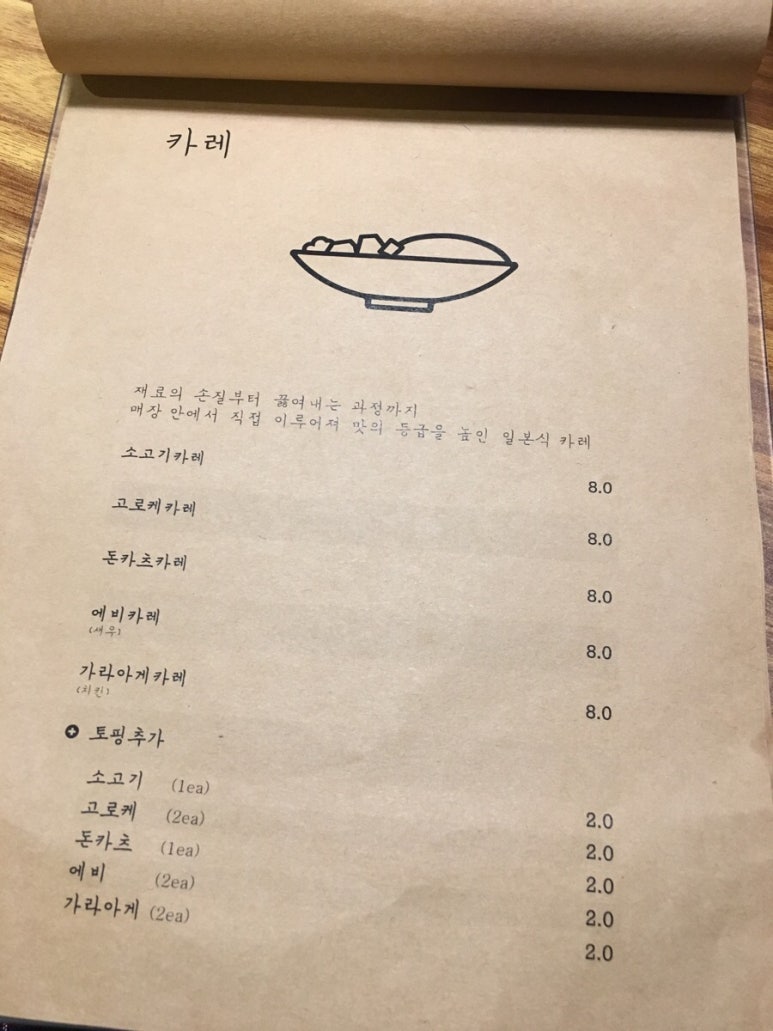 카레
재료의 손질부터 끓여내는 과정까지
매장 안에서 직접 이루어져 맛의 등급을 높인 일본식 카레
소고기카레 8.0
고로케카레 8.0
돈카츠카레 8.0
에비카레 8.0
(새우)
가라아게카레 8.0
(치킨)
토핑추가
소고기 (1ea) 2.0
고로케 (2ea) 2.0
돈카츠 (1ea) 2.0
에비 (2ea) 2.0
가라아게 (2ea) 2.0